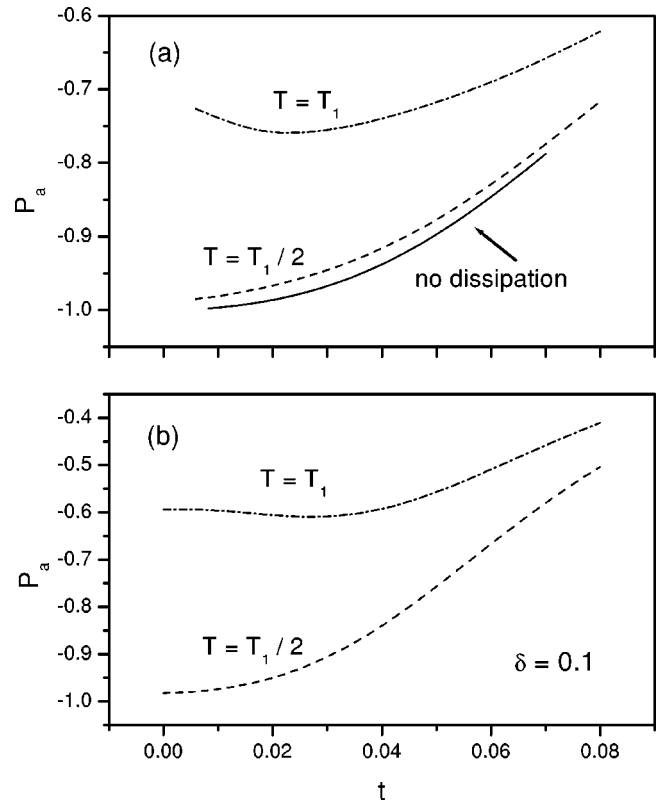 -0.6
(a)
T = T1
-0.7
-0.8
Pa
T = T1 / 2
-0.9
no dissipation
-1.0
-0.4
(b)
T = T1
-0.5
-0.6
Pa
-0.7
-0.8
T = T1 / 2
-0.9
δ = 0.1
-1.0
0.00 0.02 0.04 0.06 0.08
t